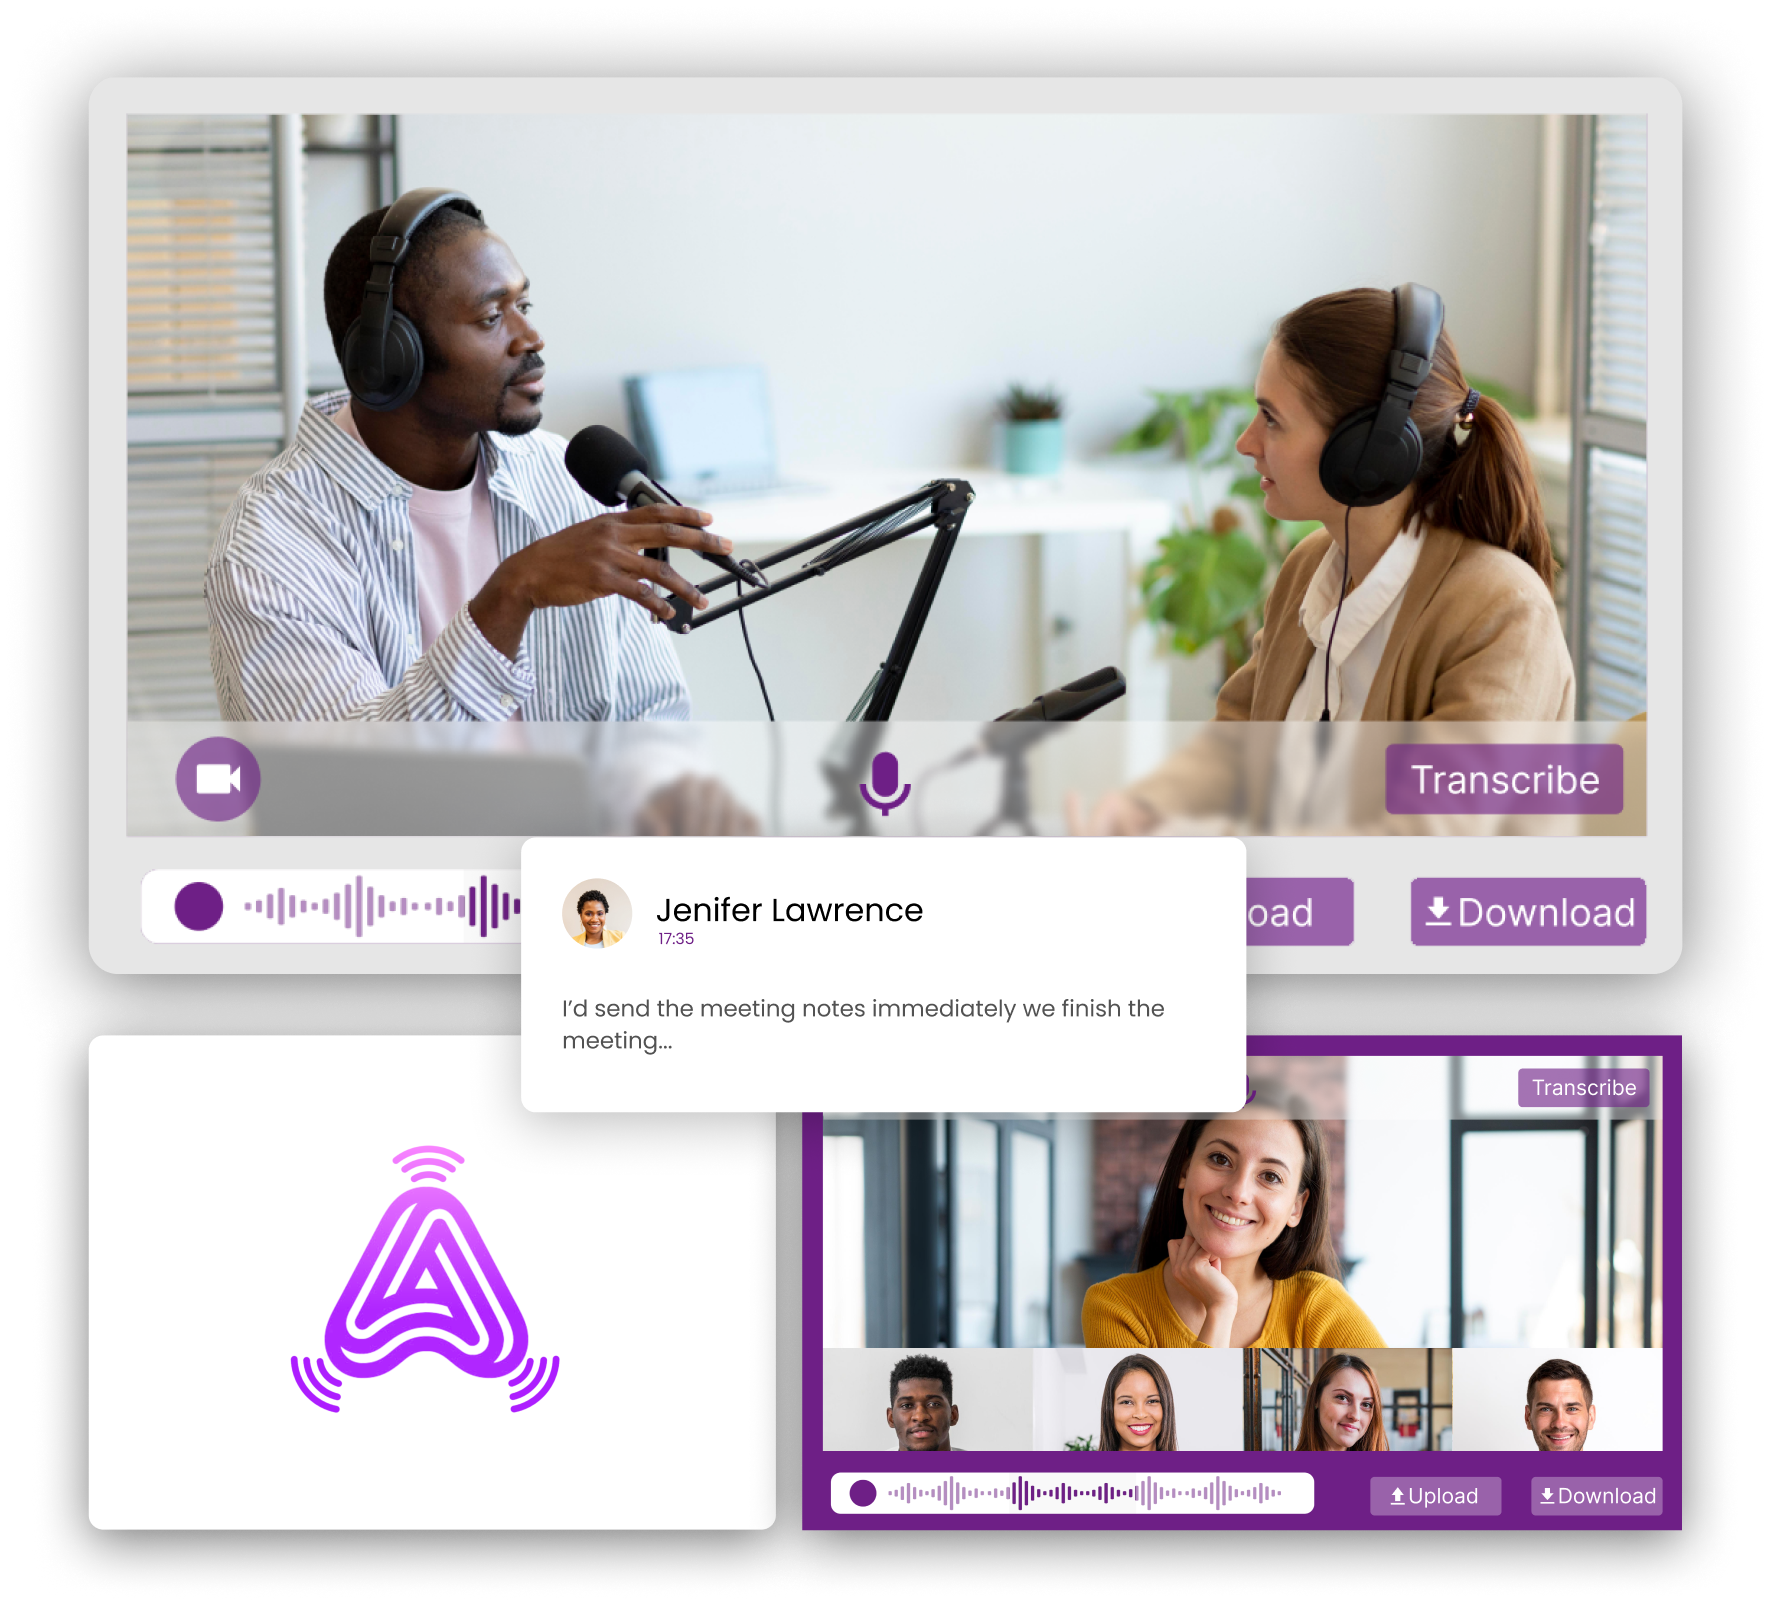 Transcribe
Jenifer Lawrence
17:35
I'd send the meeting notes immediately we finish the
meeting...
oad
Download
Transcribe
Upload
Download